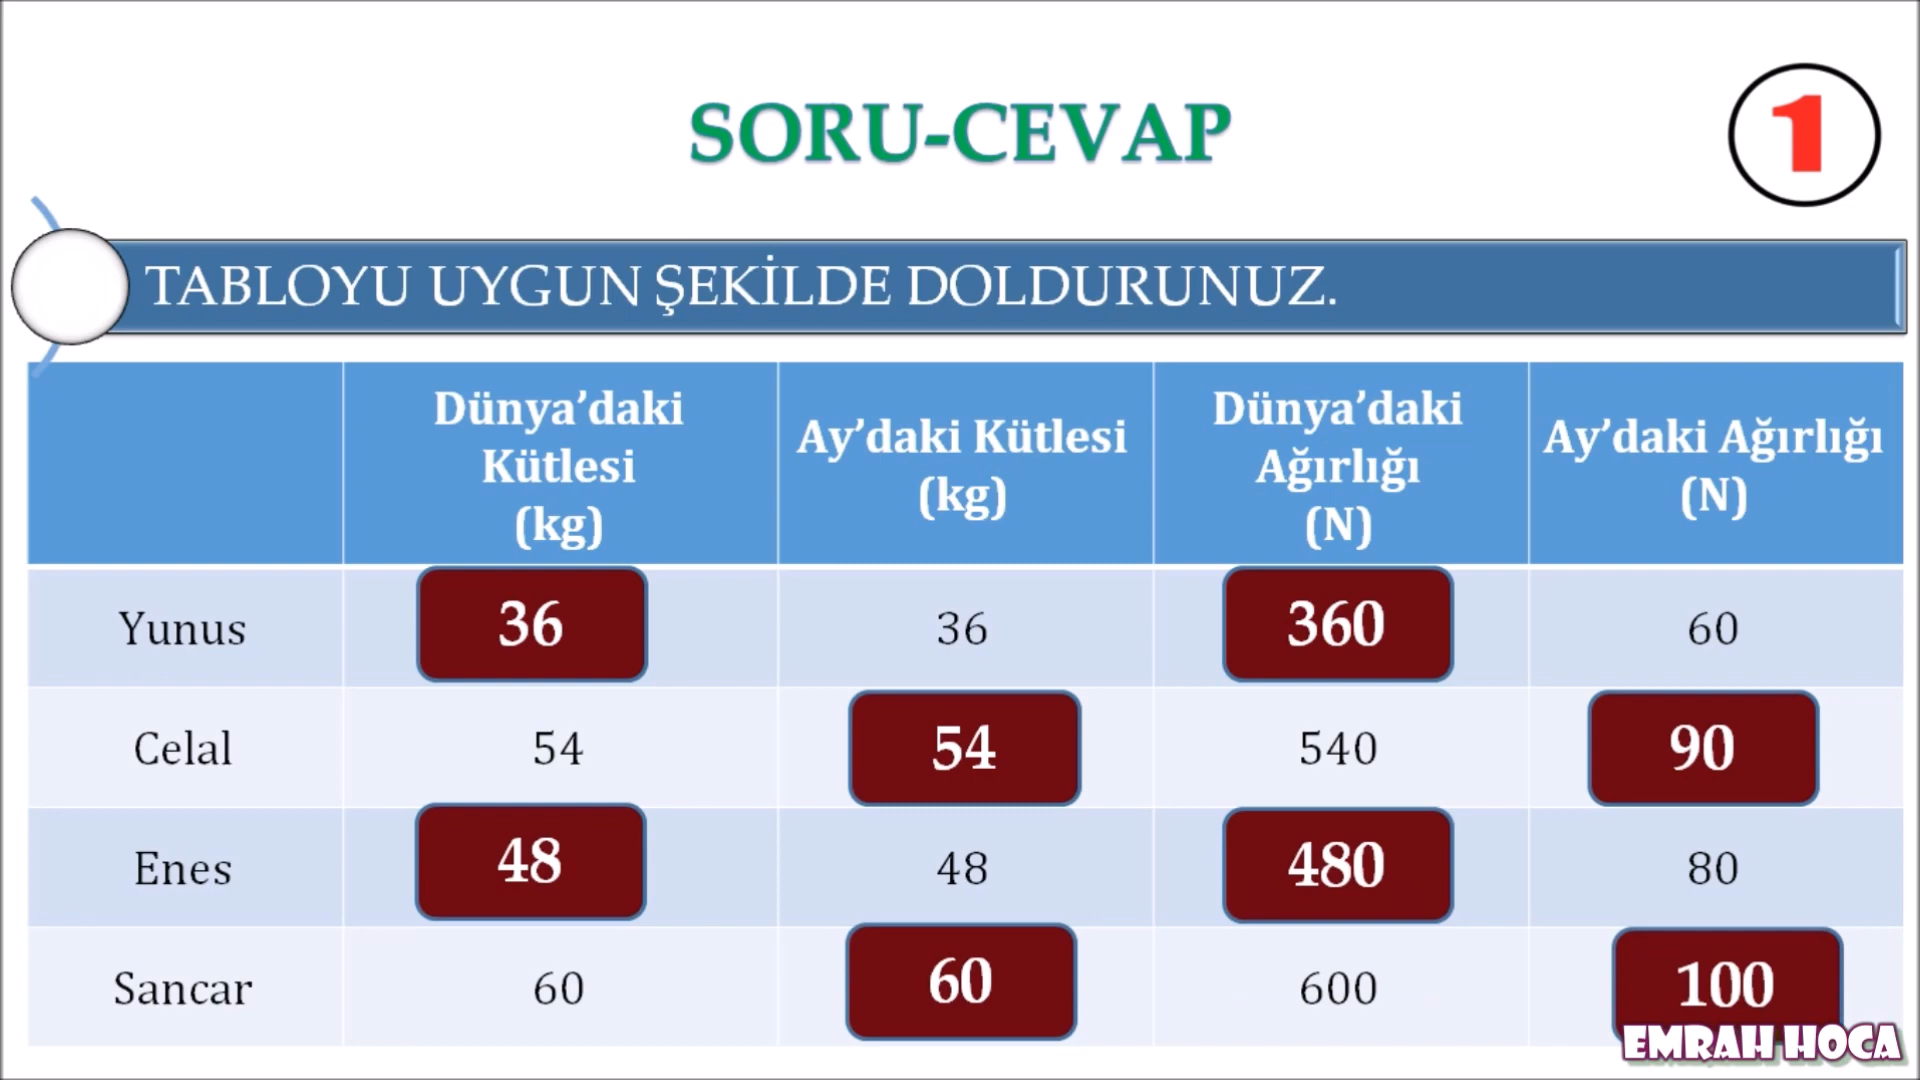 SORU-CEVAP
1
TABLOYU UYGUN ŞEKİLDE DOLDURUNUZ.
Dünya’daki Kütlesi (kg) Ay’daki Kütlesi (kg) Dünya’daki Ağırlığı (N) Ay’daki Ağırlığı (N)
Yunus 36 36 360 60
Celal 54 54 540 90
Enes 48 48 480 80
Sancar 60 60 600 100
EMRAH HOCA